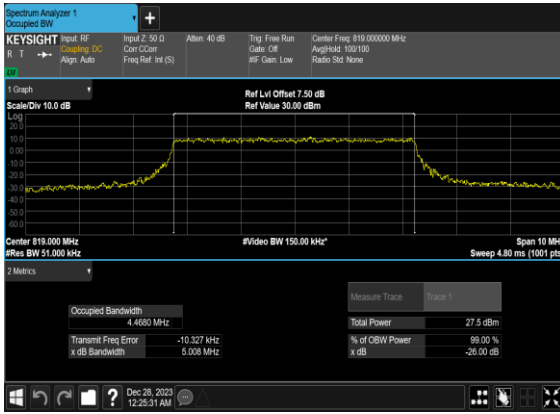 Spectrum Analyzer 1
Occupied BW
+
KEYSIGHT Input: RF Input Z: 50 Ω Atten: 40 dB Trig: Free Run Center Freq: 819.000000 MHz
R T Coupling: DC Corr CCorr Gate: Off Avg|Hold: 100/100
Align: Auto Freq Ref: Int (S) #IF Gain: Low Radio Std: None
1 Graph
Ref Lvl Offset 7.50 dB
Scale/Div 10.0 dB Ref Value 30.00 dBm
Log
20.0
10.0
0.00
-10.0
-20.0
-30.0
-40.0
-50.0
-60.0
Center 819.000 MHz #Video BW 150.00 kHz* Span 10 MH
#Res BW 51.000 kHz Sweep 4.80 ms (1001 pts
2 Metrics
Measure Trace Trace 1
Occupied Bandwidth
4.4680 MHz Total Power 27.5 dBm
Transmit Freq Error -10.327 kHz % of OBW Power 99.00 %
x dB Bandwidth 5.008 MHz x dB -26.00 dB
?
Dec 28, 2023
12:25:31 AM